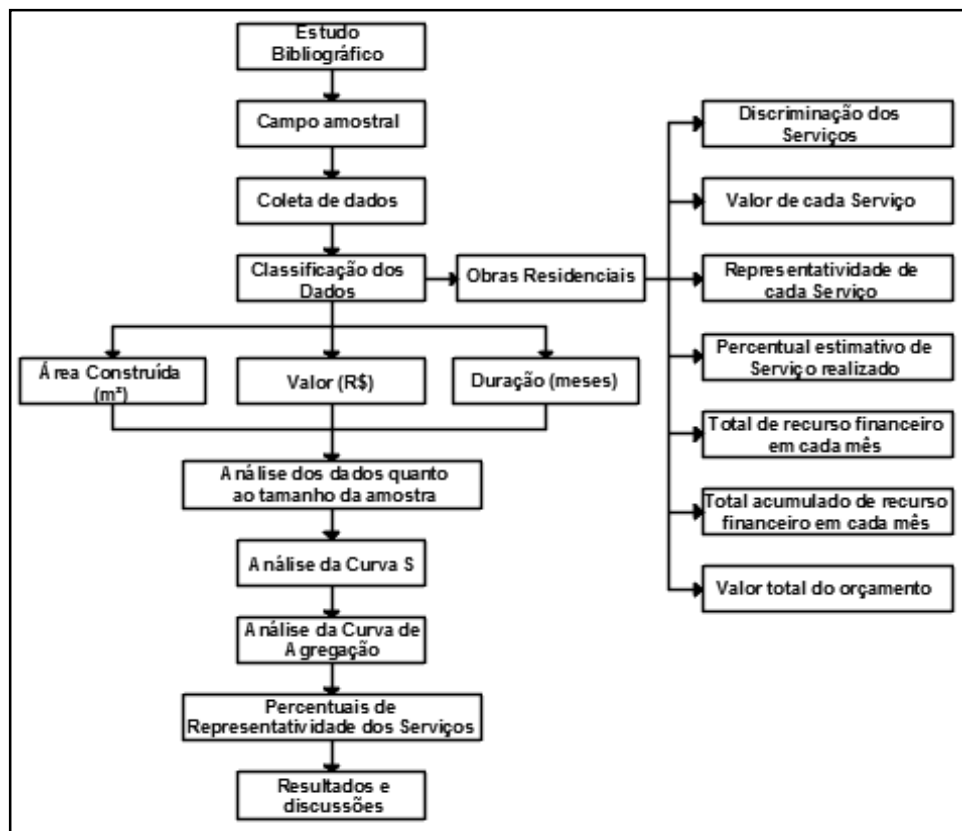 Estudo
Bibliográfico
Campo amostral
Coleta de dados
Classificação dos
Dados
Obras Residenciais
Discriminação dos
Serviços
Valor de cada Serviço
Representatividade de
cada Serviço
Percentual estimativo de
Serviço realizado
Total de recurso financeiro
em cada mês
Total acumulado de recurso
financeiro em cada mês
Valor total do orçamento
Área Construída
(m²)
Valor (R$)
Duração (meses)
Análise dos dados quanto
ao tamanho da amostra
Análise da Curva S
Análise da Curva de
Agregação
Percentuais de
Representatividade dos Serviços
Resultados e
discussões